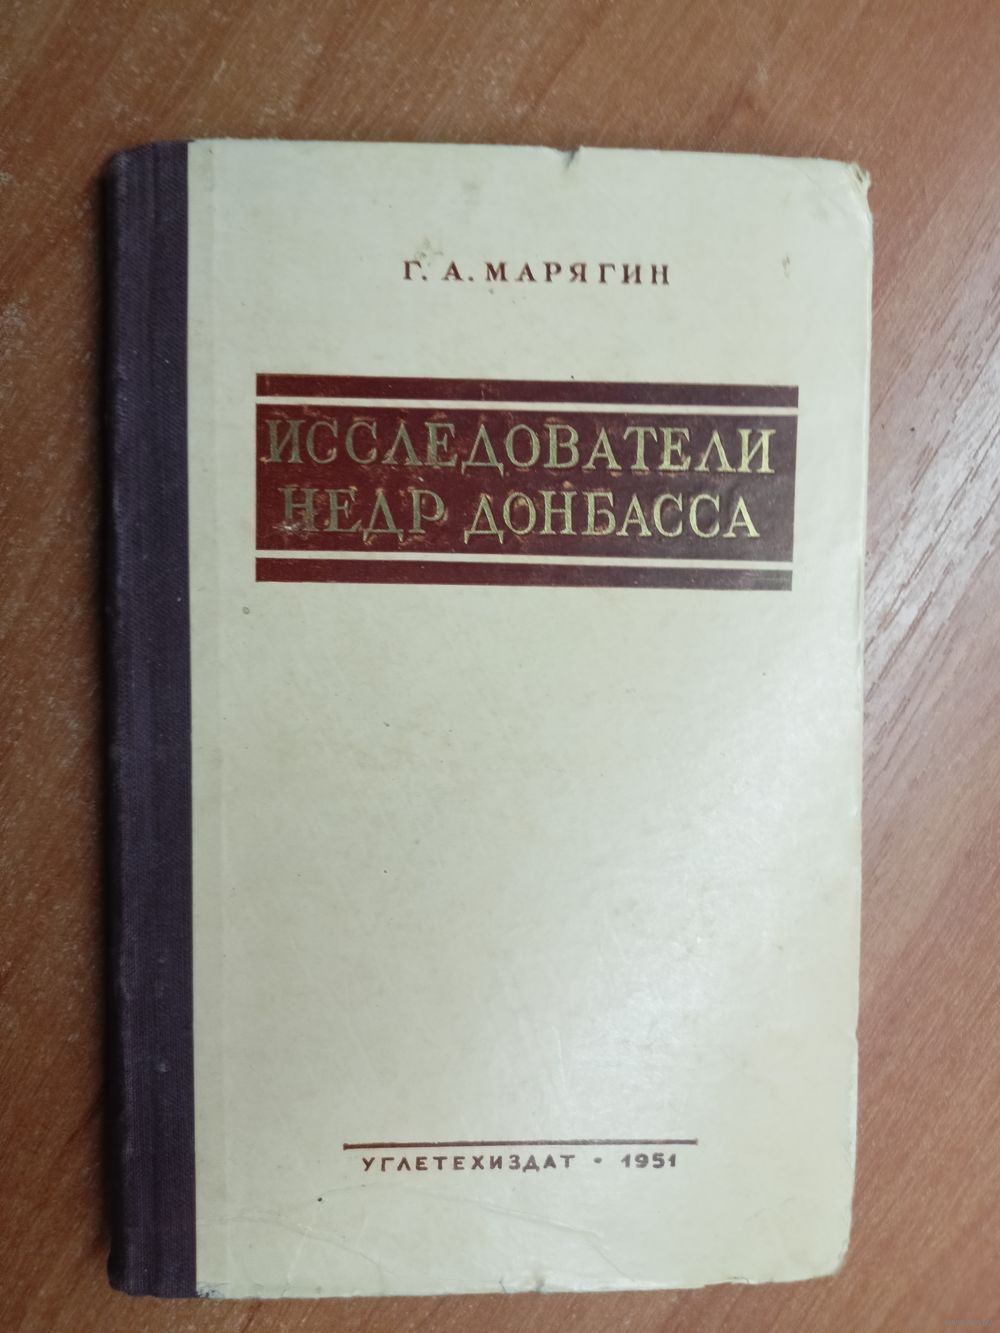 Г. А. МАРЯГИН
ИССЛЕДОВАТЕЛИ
НЕДР ДОНБАССА
УГЛЕТЕХИЗДАТ • 1951